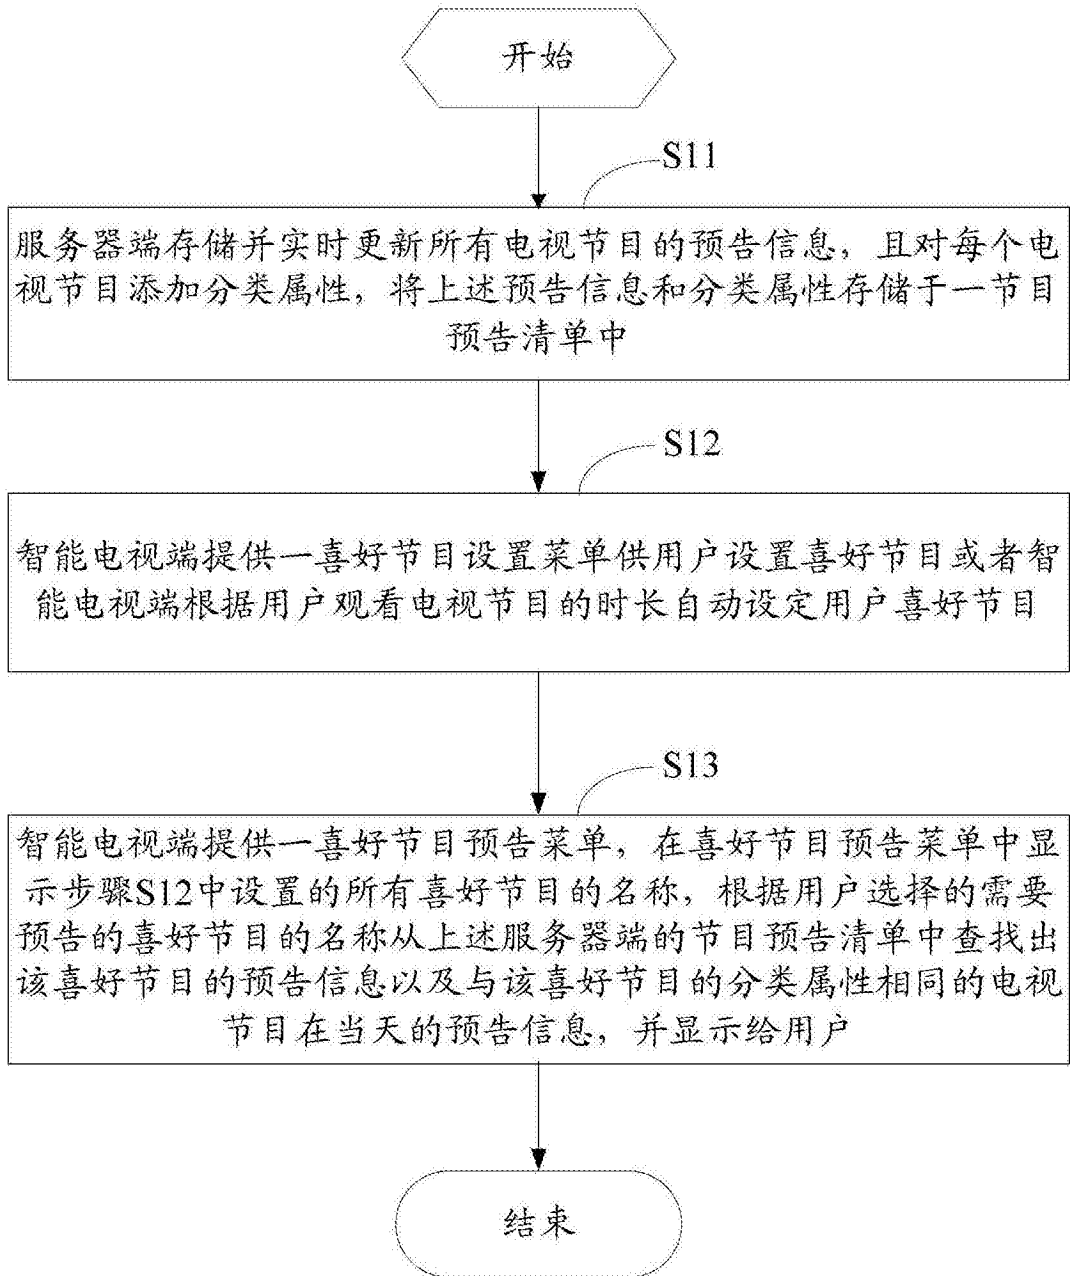 开始
S11
服务器端存储并实时更新所有电视节目的预告信息，且对每个电
视节目添加分类属性，将上述预告信息和分类属性存储于一节目
预告清单中
S12
智能电视端提供一喜好节目设置菜单供用户设置喜好节目或者智
能电视端根据用户观看电视节目的时长自动设定用户喜好节目
S13
智能电视端提供一喜好节目预告菜单，在喜好节目预告菜单中显
示步骤S12中设置的所有喜好节目的名称，根据用户选择的需要
预告的喜好节目的名称从上述服务器端的节目预告清单中查找出
该喜好节目的预告信息以及与该喜好节目的分类属性相同的电视
节目在当天的预告信息，并显示给用户
结束